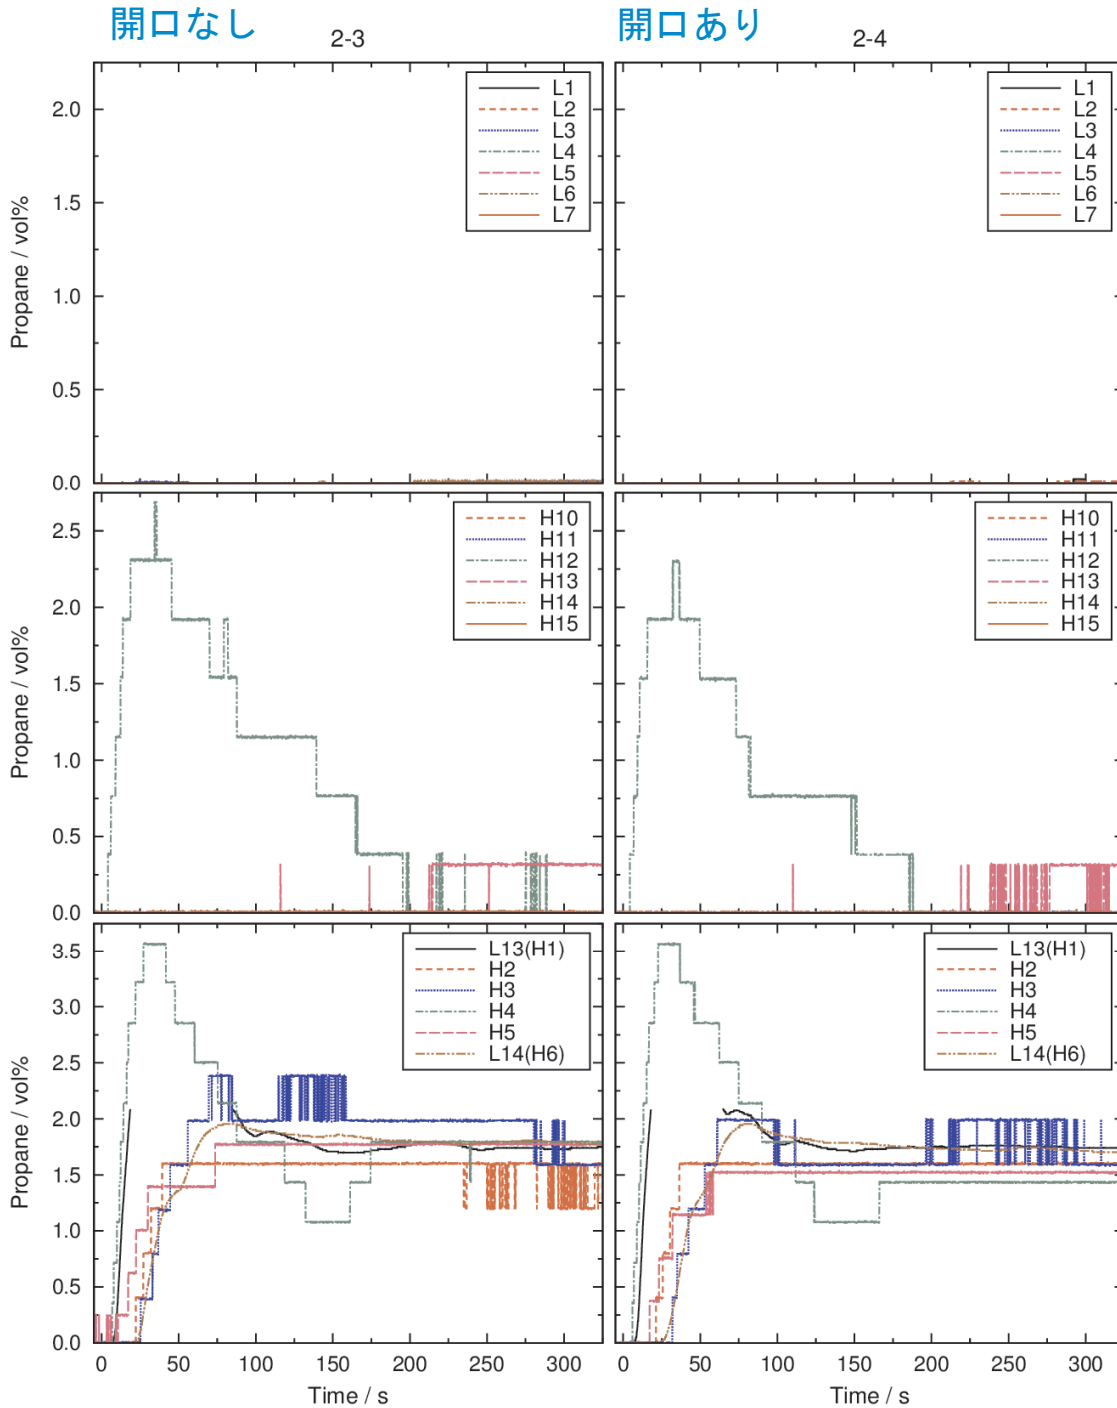 開口なし
開口あり
2-3
2-4
Propane / vol%
2.0
1.5
1.0
0.5
0.0
L1
L2
L3
L4
L5
L6
L7
L1
L2
L3
L4
L5
L6
L7
Propane / vol%
2.5
2.0
1.5
1.0
0.5
0.0
H10
H11
H12
H13
H14
H15
H10
H11
H12
H13
H14
H15
Propane / vol%
3.5
3.0
2.5
2.0
1.5
1.0
0.5
0.0
L13(H1)
H2
H3
H4
H5
L14(H6)
L13(H1)
H2
H3
H4
H5
L14(H6)
0 50 100 150 200 250 300
0 50 100 150 200 250 300
Time / s
Time / s